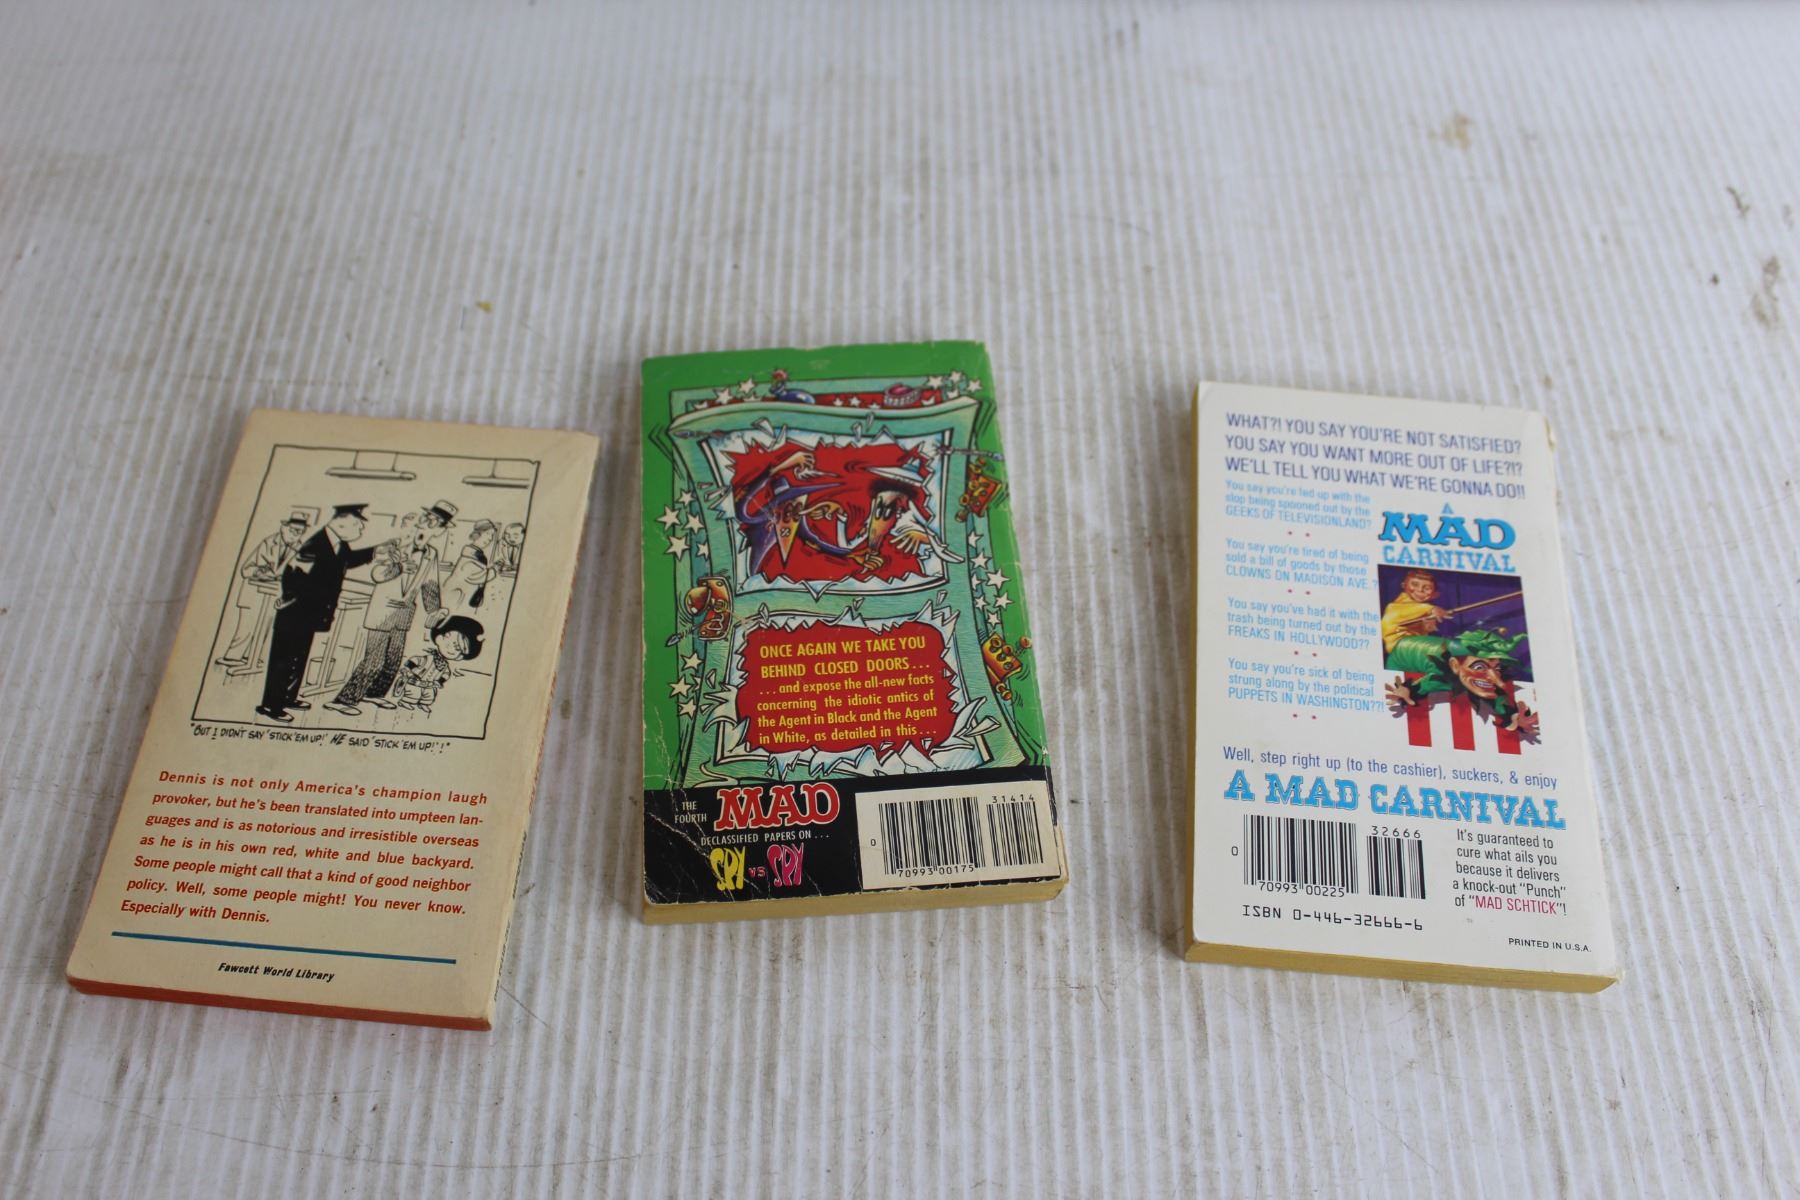 "BUT I DIDN'T SAY 'STICK 'EM UP!' HE SAID 'STICK 'EM UP!'!"
Dennis is not only America's champion laugh
provoker, but he's been translated into umpteen lan-
guages and is as notorious and irresistible overseas
as he is in his own red, white and blue backyard.
Some people might call that a kind of good neighbor
policy. Well, some people might! You never know.
Especially with Dennis.
Fawcett World Library
ONCE AGAIN WE TAKE YOU
BEHIND CLOSED DOORS...
...and expose the all-new facts
concerning the idiotic antics of
the Agent in Black and the Agent
in White, as detailed in this...
THE
FOURTH
MAD
DECLASSIFIED PAPERS ON...
SPY vs SPY
31414
0
70993 00175
WHAT?! YOU SAY YOU'RE NOT SATISFIED?
YOU SAY YOU WANT MORE OUT OF LIFE?!?
WE'LL TELL YOU WHAT WE'RE GONNA DO!!
You say you're fed up with the
slop being spooned out by the
GEEKS OF TELEVISIONLAND?
You say you're tired of being
sold a bill of goods by those
CLOWNS ON MADISON AVE.?
You say you've had it with the
trash being turned out by the
FREAKS IN HOLLYWOOD??
You say you're sick of being
strung along by the political
PUPPETS IN WASHINGTON??!
A
MAD
CARNIVAL
Well, step right up (to the cashier), suckers, & enjoy
A MAD CARNIVAL
32666
0
70993 00225
ISBN 0-446-32666-6
It's guaranteed to
cure what ails you
because it delivers
a knock-out "Punch"
of "MAD SCHTICK"!
PRINTED IN U.S.A.